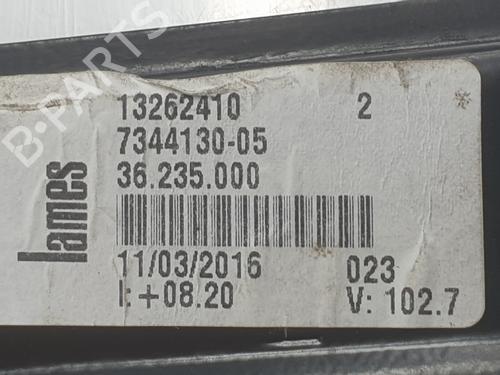 B-PARTS
lames
13262410 2
7344130-05
36.235.000
11/03/2016 023
I:+08.20 V: 102.7